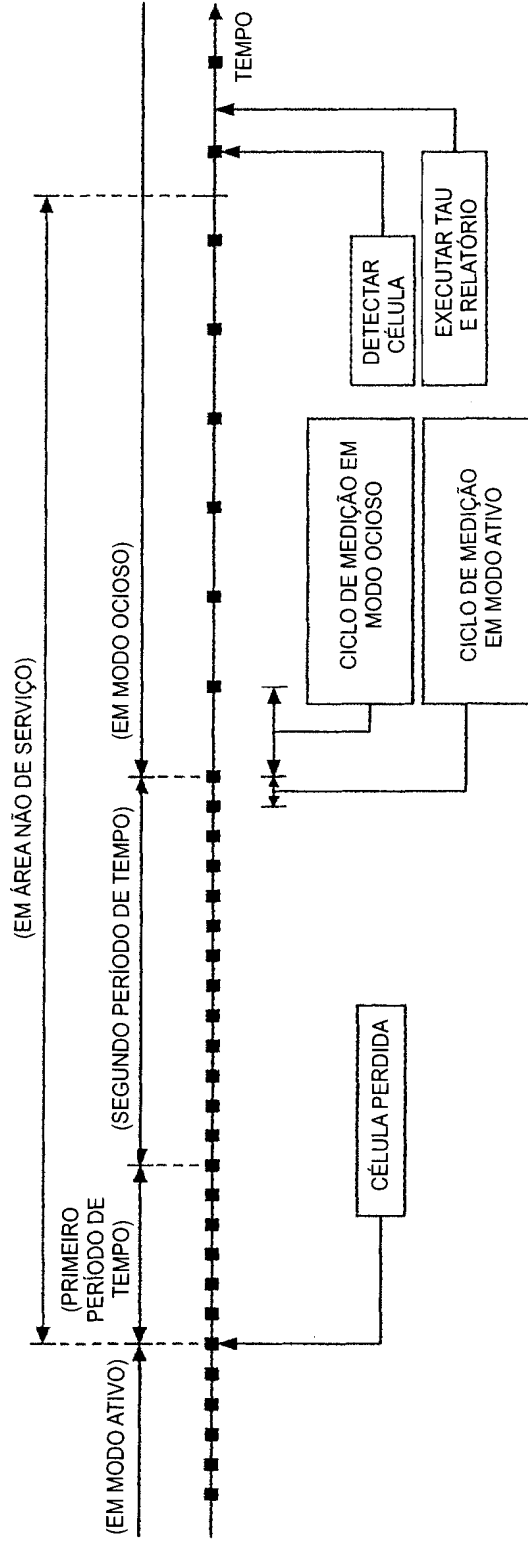 (EM ÁREA NÃO DE SERVIÇO)
(EM MODO ATIVO)
(PRIMEIRO
PERÍODO DE
TEMPO)
(SEGUNDO PERÍODO DE TEMPO)
(EM MODO OCIOSO)
TEMPO
CÉLULA PERDIDA
CICLO DE MEDIÇÃO EM
MODO OCIOSO
CICLO DE MEDIÇÃO
EM MODO ATIVO
DETECTAR
CÉLULA
EXECUTAR TAU
E RELATÓRIO